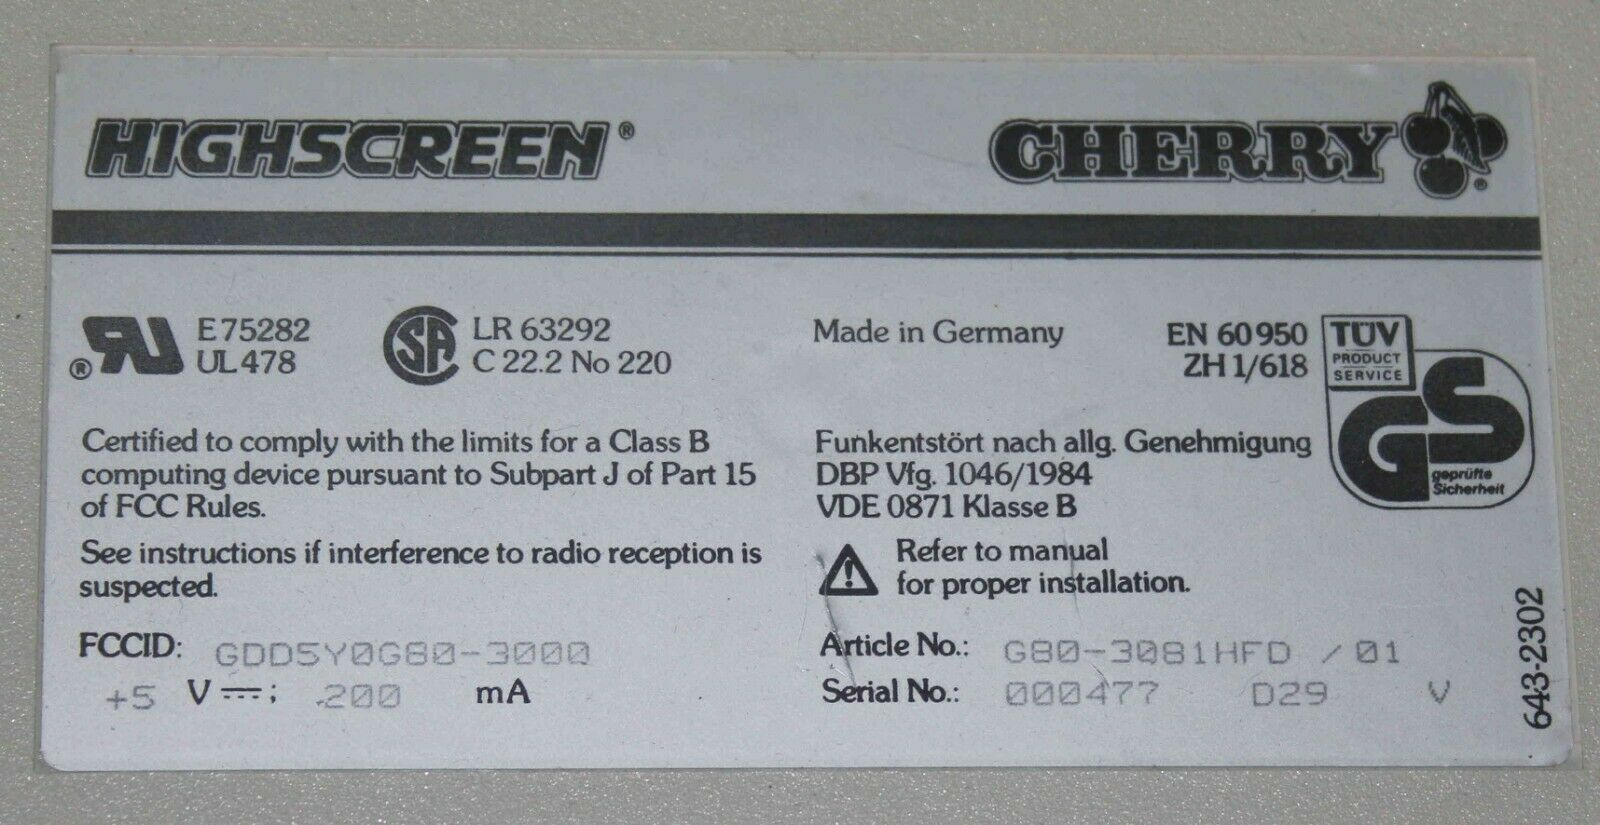 HIGHSCREEN®
CHERRY®
E75282
UL478
LR 63292
C 22.2 No 220
Made in Germany
EN 60950
ZH 1/618
TÜV
PRODUCT
SERVICE
GS
geprüfte
Sicherheit
Certified to comply with the limits for a Class B
computing device pursuant to Subpart J of Part 15
of FCC Rules.
See instructions if interference to radio reception is
suspected.
Funkentstört nach allg. Genehmigung
DBP Vfg. 1046/1984
VDE 0871 Klasse B
Refer to manual
for proper installation.
FCCID: GDD5Y0G80-3000
+5 V⎓; 200 mA
Article No.: G80-3081HFD /01
Serial No.: 000477 D29 V
643-2302